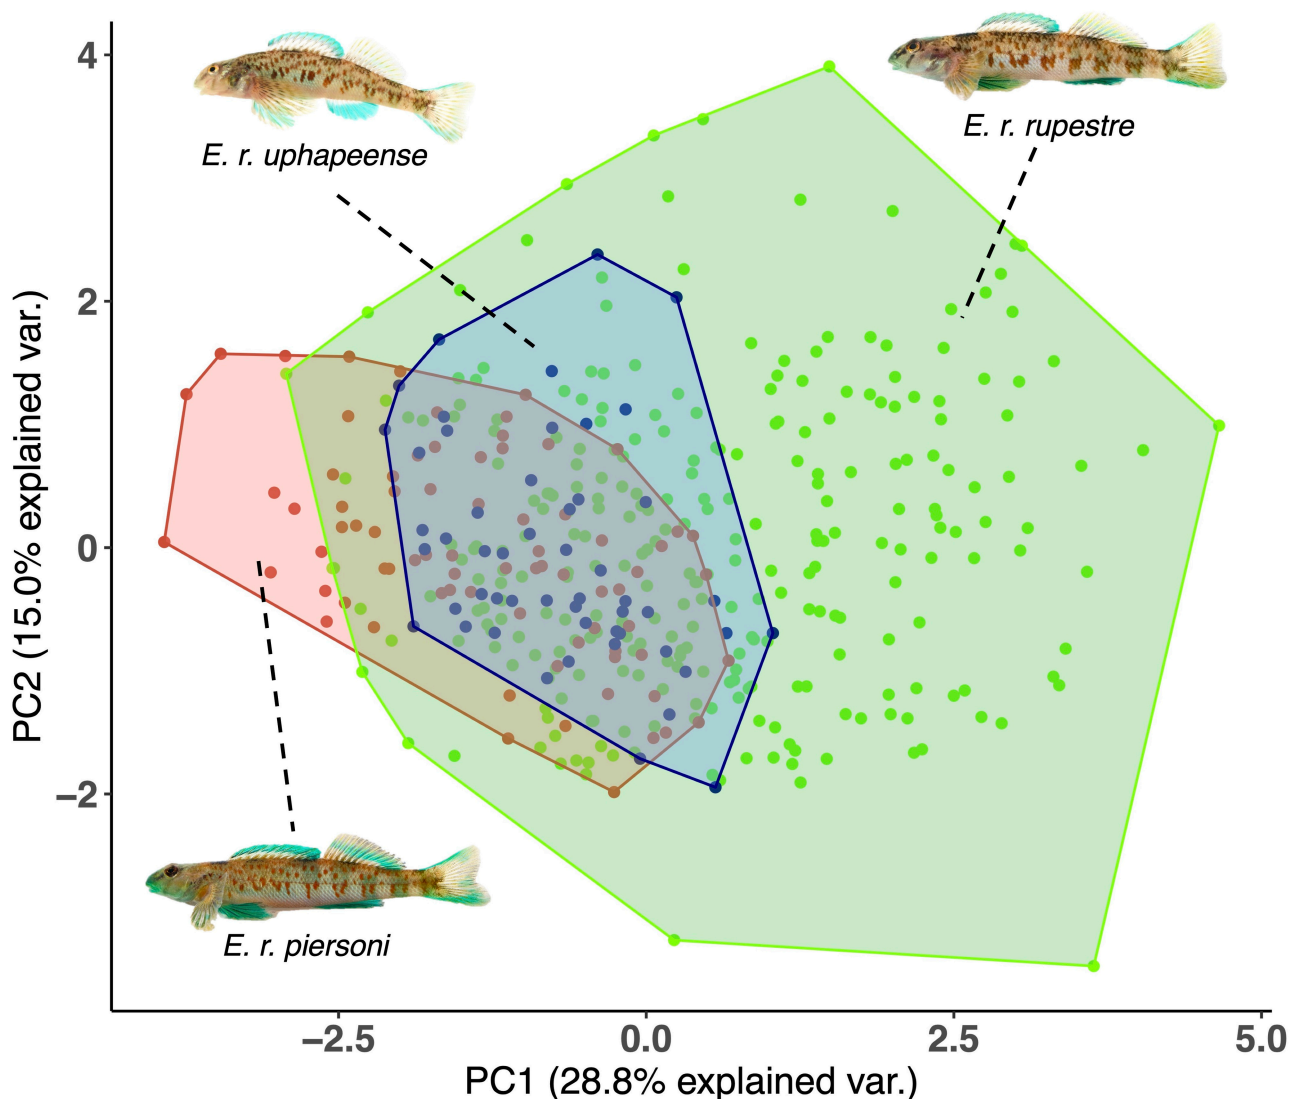 4
E. r. uphapeense
E. r. rupestre
2
0
−2
PC2 (15.0% explained var.)
E. r. piersoni
−2.5 0.0 2.5 5.0
PC1 (28.8% explained var.)